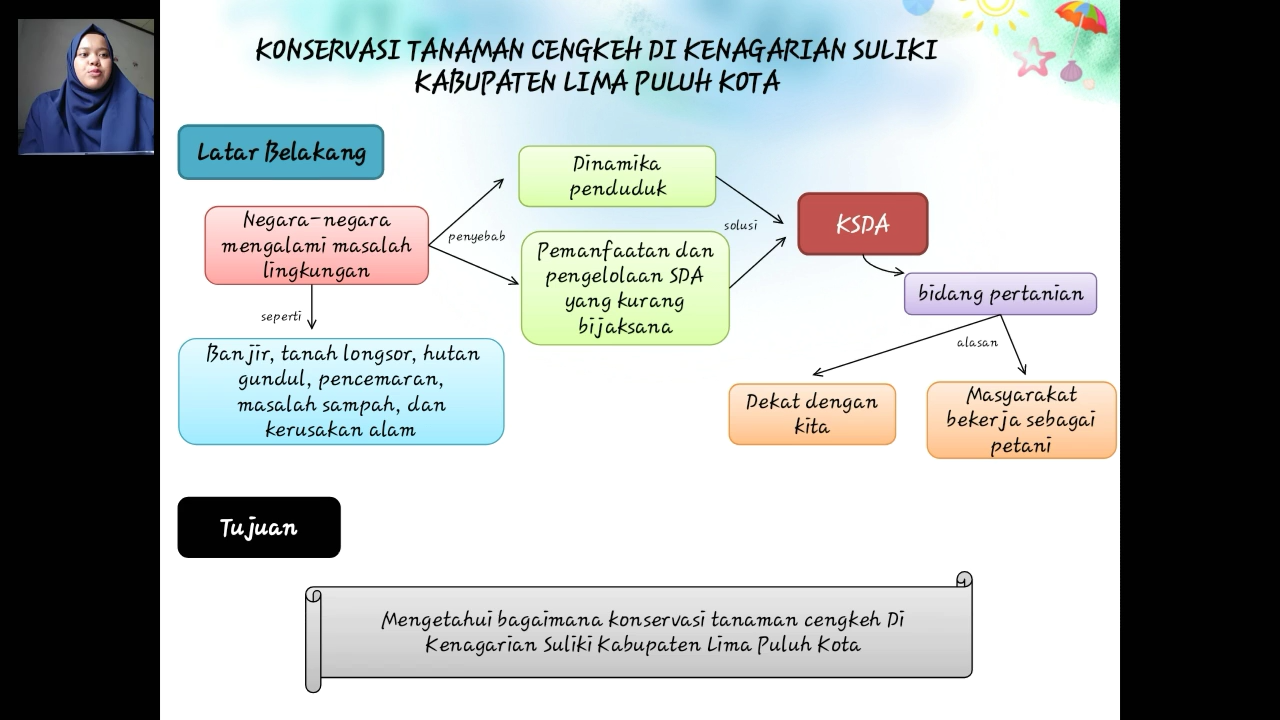 KONSERVASI TANAMAN CENGKEH DI KENAGARIAN SULIKI
KABUPATEN LIMA PULUH KOTA
Latar Belakang
Negara-negara
mengalami masalah
lingkungan
penyebab
Dinamika
penduduk
Pemanfaatan dan
pengelolaan SDA
yang kurang
bijaksana
solusi
KSDA
bidang pertanian
seperti
Banjir, tanah longsor, hutan
gundul, pencemaran,
masalah sampah, dan
kerusakan alam
alasan
Dekat dengan
kita
Masyarakat
bekerja sebagai
petani
Tujuan
Mengetahui bagaimana konservasi tanaman cengkeh Di
Kenagarian Suliki Kabupaten Lima Puluh Kota